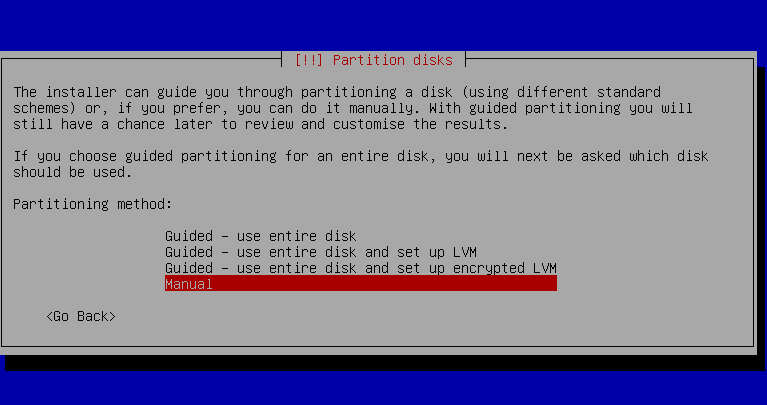 [!!] Partition disks
The installer can guide you through partitioning a disk (using different standard
schemes) or, if you prefer, you can do it manually. With guided partitioning you will
still have a chance later to review and customise the results.
If you choose guided partitioning for an entire disk, you will next be asked which disk
should be used.
Partitioning method:
Guided – use entire disk
Guided – use entire disk and set up LVM
Guided – use entire disk and set up encrypted LVM
Manual
<Go Back>